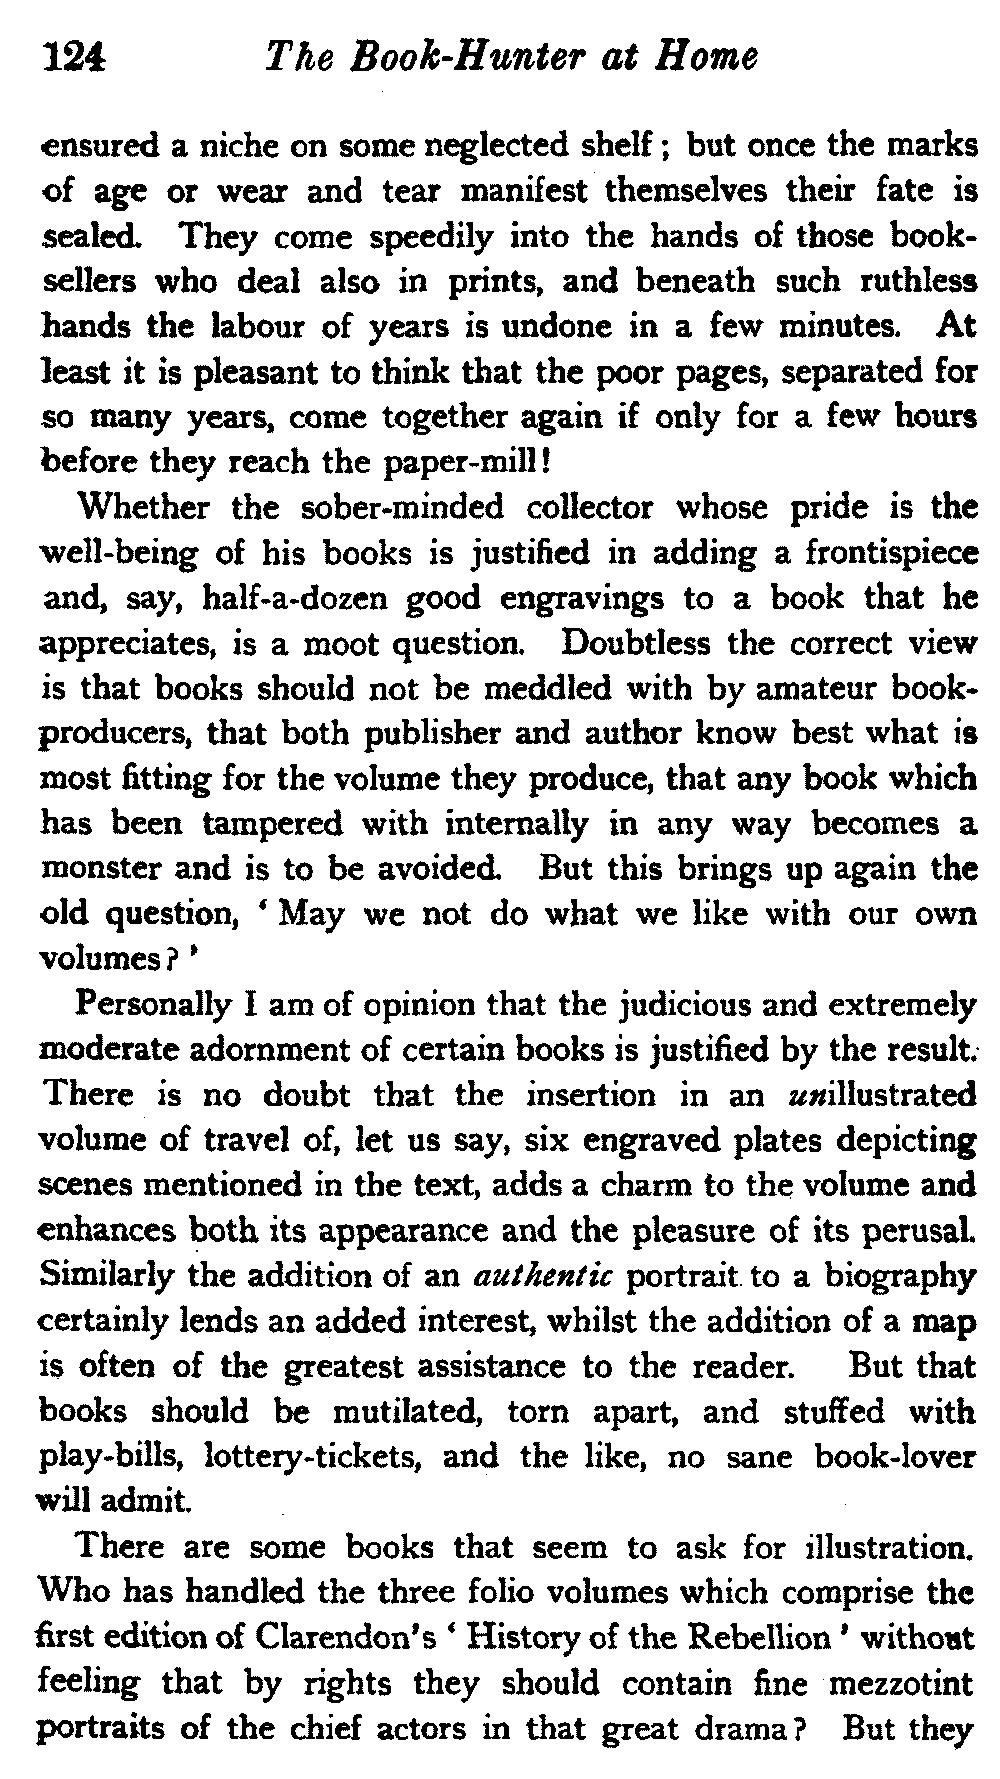 124 The Book-Hunter at Home
ensured a niche on some neglected shelf ; but once the marks
of age or wear and tear manifest themselves their fate is
sealed. They come speedily into the hands of those book-
sellers who deal also in prints, and beneath such ruthless
hands the labour of years is undone in a few minutes. At
least it is pleasant to think that the poor pages, separated for
so many years, come together again if only for a few hours
before they reach the paper-mill!
Whether the sober-minded collector whose pride is the
well-being of his books is justified in adding a frontispiece
and, say, half-a-dozen good engravings to a book that he
appreciates, is a moot question. Doubtless the correct view
is that books should not be meddled with by amateur book-
producers, that both publisher and author know best what is
most fitting for the volume they produce, that any book which
has been tampered with internally in any way becomes a
monster and is to be avoided. But this brings up again the
old question, ‘ May we not do what we like with our own
volumes? ’
Personally I am of opinion that the judicious and extremely
moderate adornment of certain books is justified by the result.
There is no doubt that the insertion in an unillustrated
volume of travel of, let us say, six engraved plates depicting
scenes mentioned in the text, adds a charm to the volume and
enhances both its appearance and the pleasure of its perusal.
Similarly the addition of an authentic portrait to a biography
certainly lends an added interest, whilst the addition of a map
is often of the greatest assistance to the reader. But that
books should be mutilated, torn apart, and stuffed with
play-bills, lottery-tickets, and the like, no sane book-lover
will admit.
There are some books that seem to ask for illustration.
Who has handled the three folio volumes which comprise the
first edition of Clarendon’s ‘ History of the Rebellion ’ without
feeling that by rights they should contain fine mezzotint
portraits of the chief actors in that great drama? But they